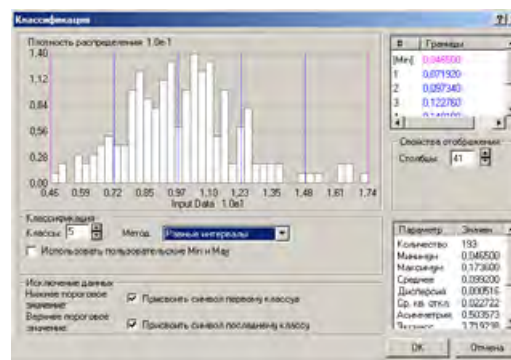 Классификация
Плотность распределения 1.0e-1
1,40
1,12
0,84
0,56
0,28
0,00
0,46 0,59 0,72 0,85 0,97 1,10 1,23 1,35 1,48 1,61 1,74
Input Data 1.0e1
# Границы
[Min] 0,046500
1 0,071920
2 0,097340
3 0,122760
Свойства отображения
Столбцы: 41
Классификация
Классы: 5 Метод: Равные интервалы
Использовать пользовательские Min и Max
Исключение данных
Нижнее пороговое значение: Присвоить символ первому классу
Верхнее пороговое значение: Присвоить символ последнему классу
Параметр Значен
Количество 193
Минимум 0,046500
Максимум 0,173600
Среднее 0,099200
Дисперсия 0,000516
Ср. кв. откл. 0,022722
Асимметрия 0,503573
Эксцесс 3,719238
OK Отмена